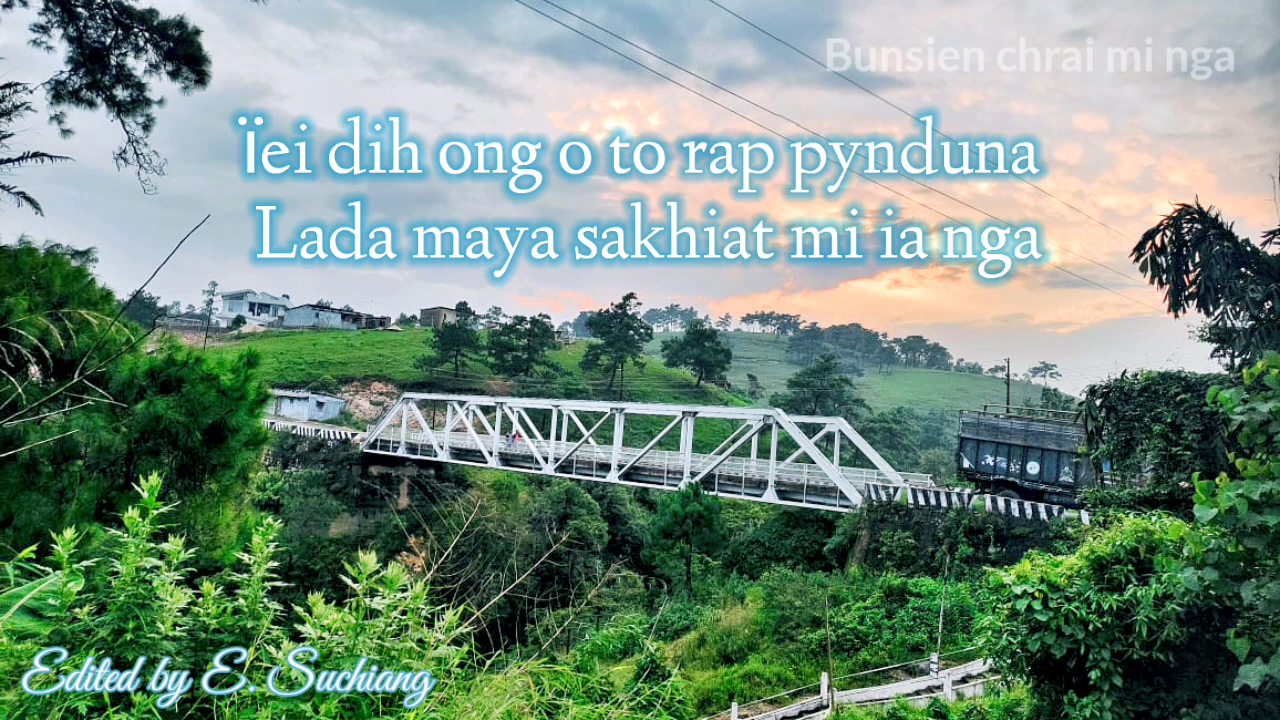 Bunsien chrai mi nga
Ïei dih ong o to rap pynduna
Lada maya sakhiat mi ia nga
Edited by E. Suchiang